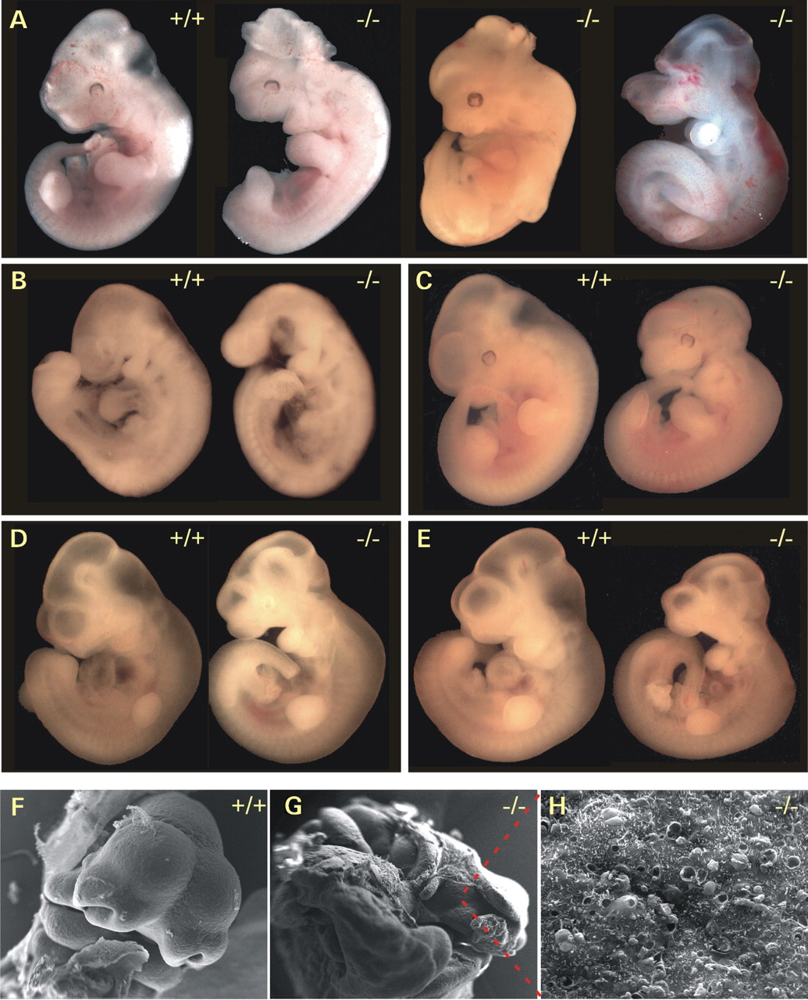 A +/+ -/- -/- -/-
B +/+ -/- C +/+ -/-
D +/+ -/- E +/+ -/-
F +/+ G -/- H -/-